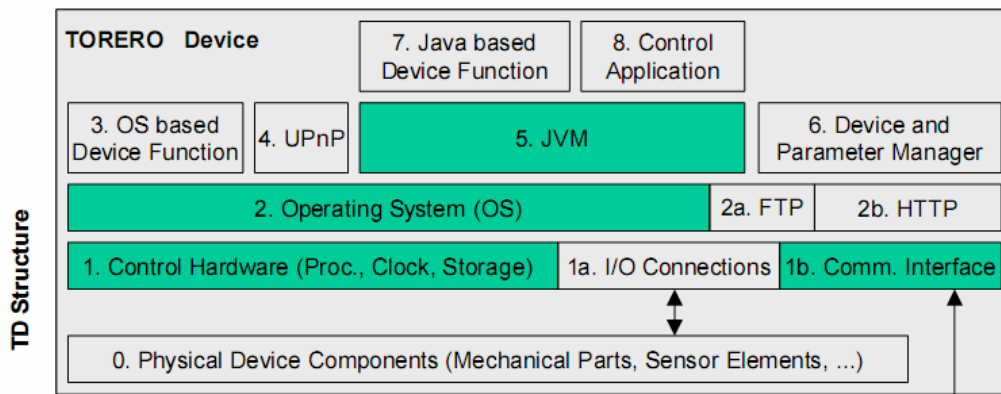 TORERO Device
7. Java based
Device Function
8. Control
Application
3. OS based
Device Function
4. UPnP
5. JVM
6. Device and
Parameter Manager
2. Operating System (OS)
2a. FTP
2b. HTTP
1. Control Hardware (Proc., Clock, Storage)
1a. I/O Connections
1b. Comm. Interface
0. Physical Device Components (Mechanical Parts, Sensor Elements, ...)
TD Structure